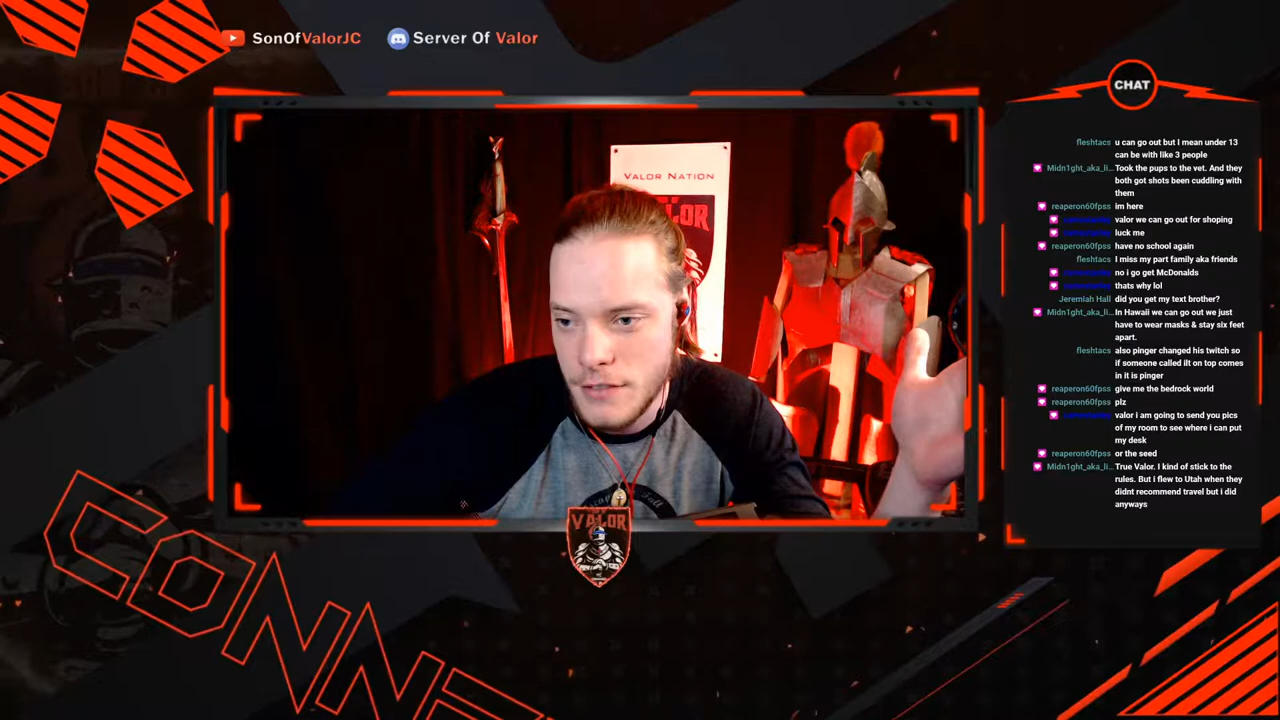 SonOfValorJC
Server Of Valor
CHAT
VALOR NATION
VALOR
fleshtacs u can go out but I mean under 13
can be with like 3 people
Midn1ght_aka_li... Took the pups to the vet. And they
both got shots been cuddling with
them
reaperon60fpss im here
valor we can go out for shoping
luck me
reaperon60fpss have no school again
fleshtacs I miss my part family aka friends
no i go get McDonalds
thats why lol
Jeremiah Hall did you get my text brother?
Midn1ght_aka_li... In Hawaii we can go out we just
have to wear masks & stay six feet
apart.
fleshtacs also pinger changed his twitch so
if someone called ilt on top comes
in it is pinger
reaperon60fpss give me the bedrock world
reaperon60fpss plz
valor i am going to send you pics
of my room to see where i can put
my desk
reaperon60fpss or the seed
Midn1ght_aka_li... True Valor. I kind of stick to the
rules. But i flew to Utah when they
didnt recommend travel but i did
anyways
VALOR
CONNE